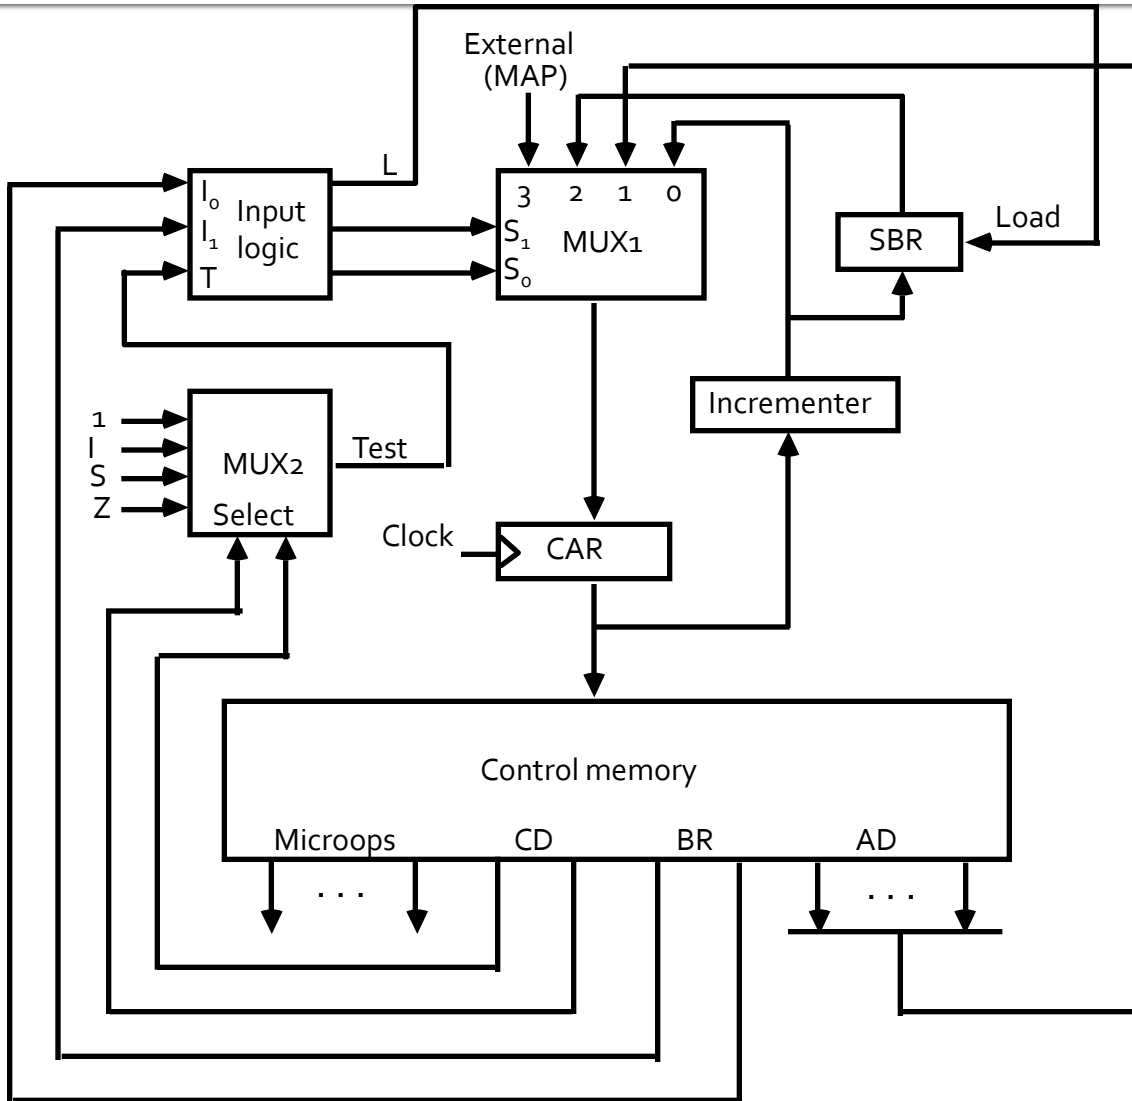 External
(MAP)
L
I₀
Input
logic
I₁
T
3 2 1 0
MUX1
S₁
S₀
SBR
Load
Incrementer
1
I
S
Z
MUX2
Select
Test
Clock
CAR
Control memory
Microops CD BR AD
. . .
. . .